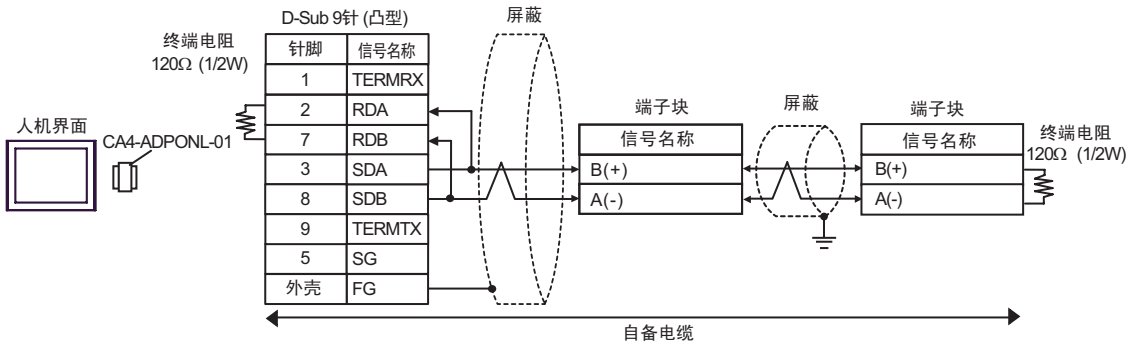 D-Sub 9针 (凸型)
屏蔽
终端电阻
120Ω (1/2W)
针脚 信号名称
1 TERMRX
2 RDA
7 RDB
3 SDA
8 SDB
9 TERMTX
5 SG
外壳 FG
人机界面
CA4-ADPONL-01
端子块
信号名称
B(+)
A(-)
屏蔽
端子块
信号名称
B(+)
A(-)
终端电阻
120Ω (1/2W)
自备电缆